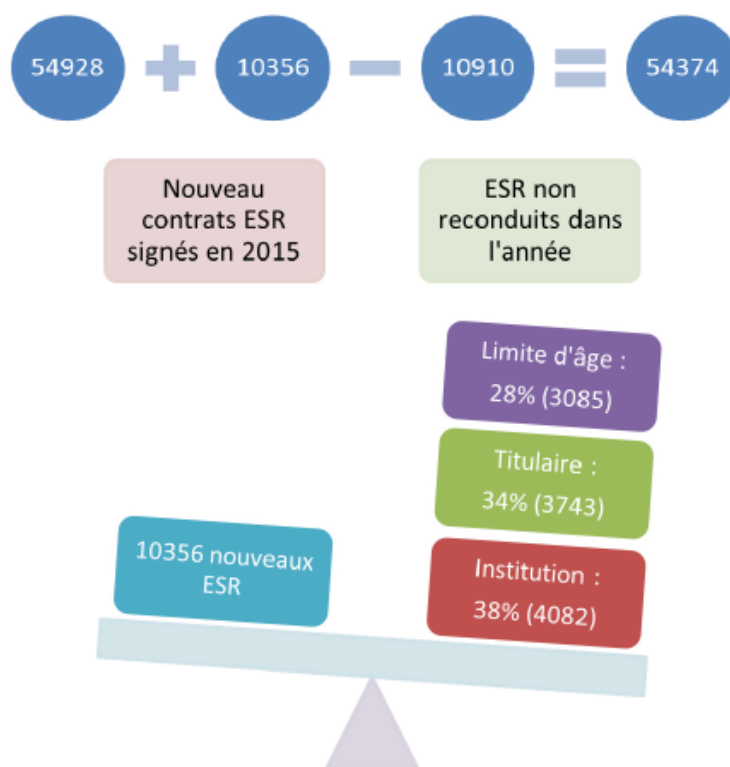 54928 + 10356 − 10910 = 54374
Nouveau
contrats ESR
signés en 2015
ESR non
reconduits dans
l'année
Limite d'âge :
28% (3085)
Titulaire :
34% (3743)
10356 nouveaux
ESR
Institution :
38% (4082)